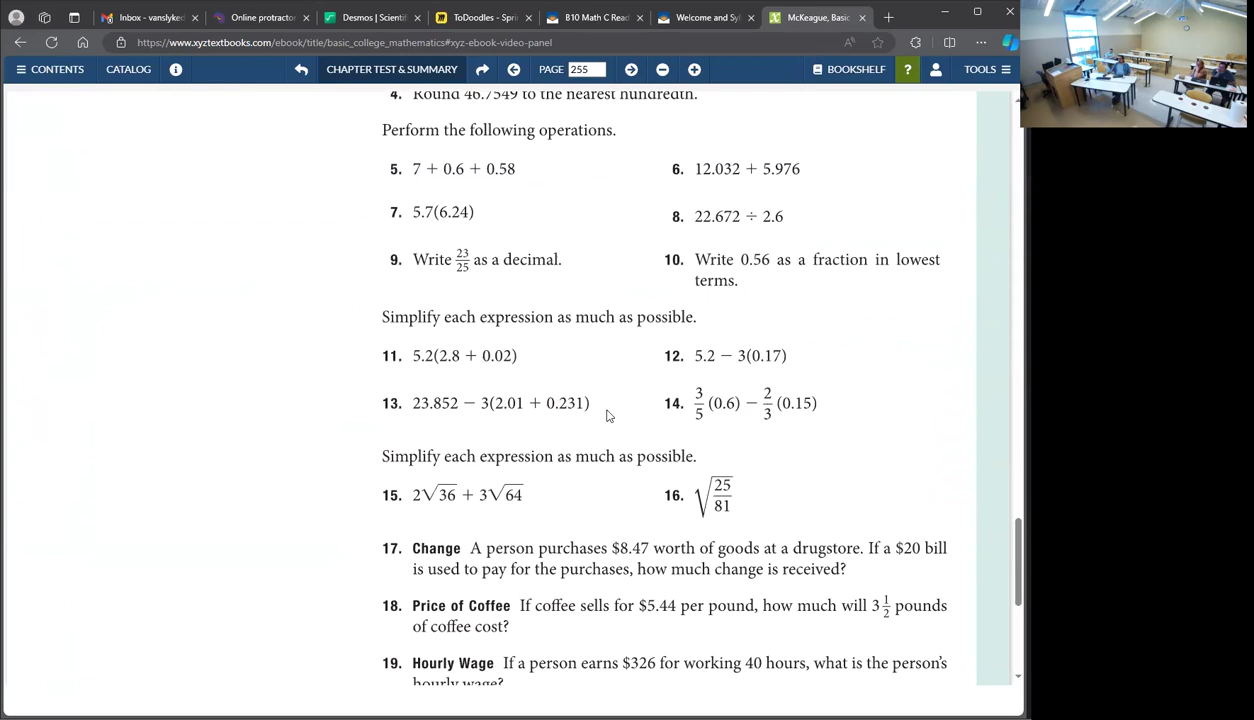 Inbox - vanslyked
Online protractor
Desmos | Scientif
ToDoodles - Spri
B10 Math C Read
Welcome and Syl
McKeague, Basic
https://www.xyztextbooks.com/ebook/title/basic_college_mathematics#xyz-ebook-video-panel
CONTENTS CATALOG CHAPTER TEST & SUMMARY PAGE 255 BOOKSHELF ? TOOLS
4. Round 46.7549 to the nearest hundredth.
Perform the following operations.
5. 7 + 0.6 + 0.58
6. 12.032 + 5.976
7. 5.7(6.24)
8. 22.672 ÷ 2.6
9. Write 23/25 as a decimal.
10. Write 0.56 as a fraction in lowest
terms.
Simplify each expression as much as possible.
11. 5.2(2.8 + 0.02)
12. 5.2 − 3(0.17)
13. 23.852 − 3(2.01 + 0.231)
14. 3/5 (0.6) − 2/3 (0.15)
Simplify each expression as much as possible.
15. 2√36 + 3√64
16. √25/81
17. Change A person purchases $8.47 worth of goods at a drugstore. If a $20 bill
is used to pay for the purchases, how much change is received?
18. Price of Coffee If coffee sells for $5.44 per pound, how much will 3 1/2 pounds
of coffee cost?
19. Hourly Wage If a person earns $326 for working 40 hours, what is the person's
hourly wage?